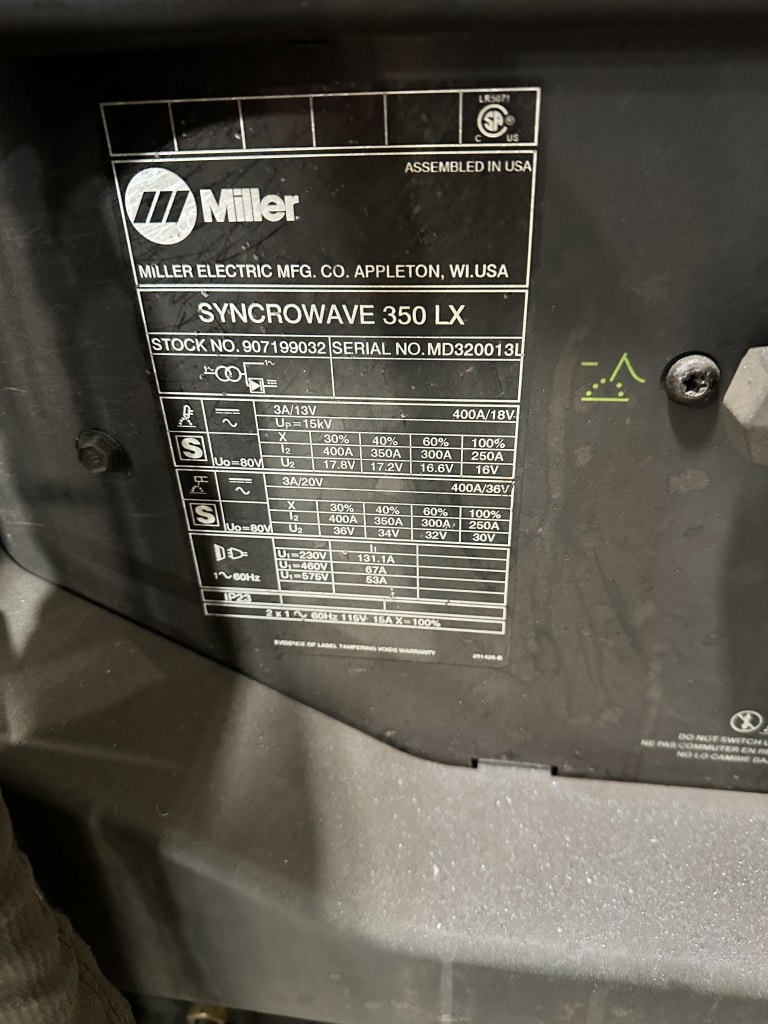 LR5071
SA ®
C US
ASSEMBLED IN USA
Miller
MILLER ELECTRIC MFG. CO. APPLETON, WI.USA
SYNCROWAVE 350 LX
STOCK NO. 907199032 SERIAL NO. MD320013L
3A/13V 400A/18V
UP=15kV
X 30% 40% 60% 100%
I2 400A 350A 300A 250A
S U0=80V U2 17.8V 17.2V 16.6V 16V
3A/20V 400A/36V
X 30% 40% 60% 100%
I2 400A 350A 300A 250A
S U0=80V U2 36V 34V 32V 30V
I1
U1=230V 131.1A
U1=460V 67A
1~60Hz U1=575V 53A
IP23
2 x 1 ~ 60Hz 115V 15A X=100%
EVIDENCE OF LABEL TAMPERING VOIDS WARRANTY
DO NOT SWITCH
NE PAS COMMUTER EN
NO LO CAMBIE